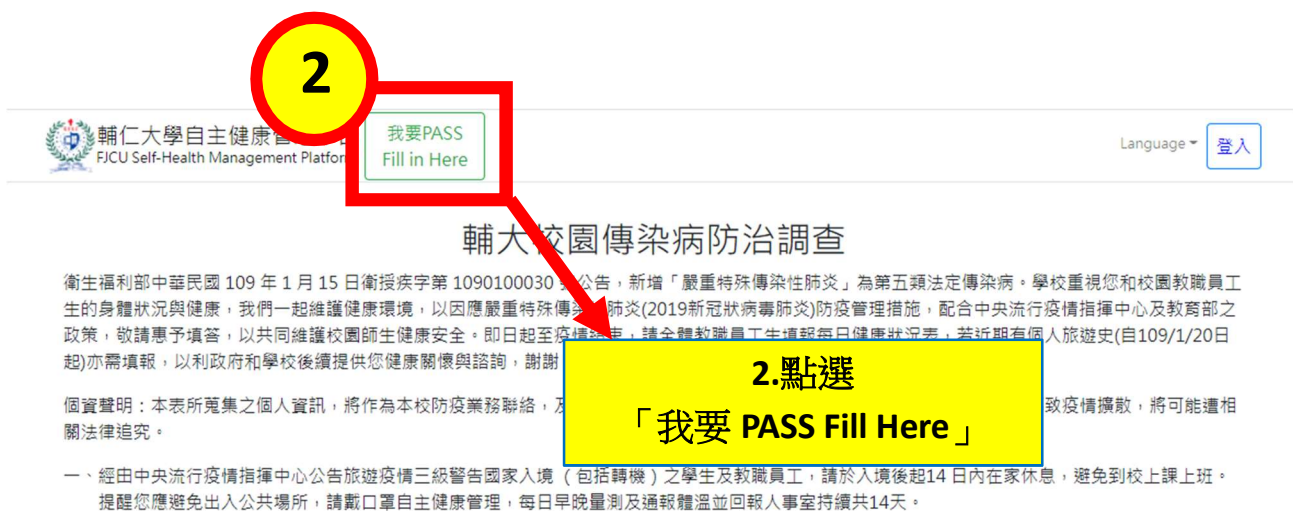 2
輔仁大學自主健康管
FJCU Self-Health Management Platfor
我要PASS
Fill in Here
Language
登入
輔大校園傳染病防治調查
衛生福利部中華民國 109 年 1 月 15 日衛授疾字第 1090100030 公告，新增「嚴重特殊傳染性肺炎」為第五類法定傳染病。學校重視您和校園教職員工
生的身體狀況與健康，我們一起維護健康環境，以因應嚴重特殊傳染 肺炎(2019新冠狀病毒肺炎)防疫管理措施，配合中央流行疫情指揮中心及教育部之
政策，敬請惠予填答，以共同維護校園師生健康安全。即日起至疫情結束，請全體教職員工生填報每日健康狀況表，若近期有個人旅遊史(自109/1/20日
起)亦需填報，以利政府和學校後續提供您健康關懷與諮詢，謝謝
2.點選
「我要 PASS Fill Here」
個資聲明：本表所蒐集之個人資訊，將作為本校防疫業務聯絡，及 致疫情擴散，將可能遭相
關法律追究。
一、經由中央流行疫情指揮中心公告旅遊疫情三級警告國家入境 （包括轉機）之學生及教職員工，請於入境後起14 日內在家休息，避免到校上課上班。
提醒您應避免出入公共場所，請戴口罩自主健康管理，每日早晚量測及通報體溫並回報人事室持續共14天。